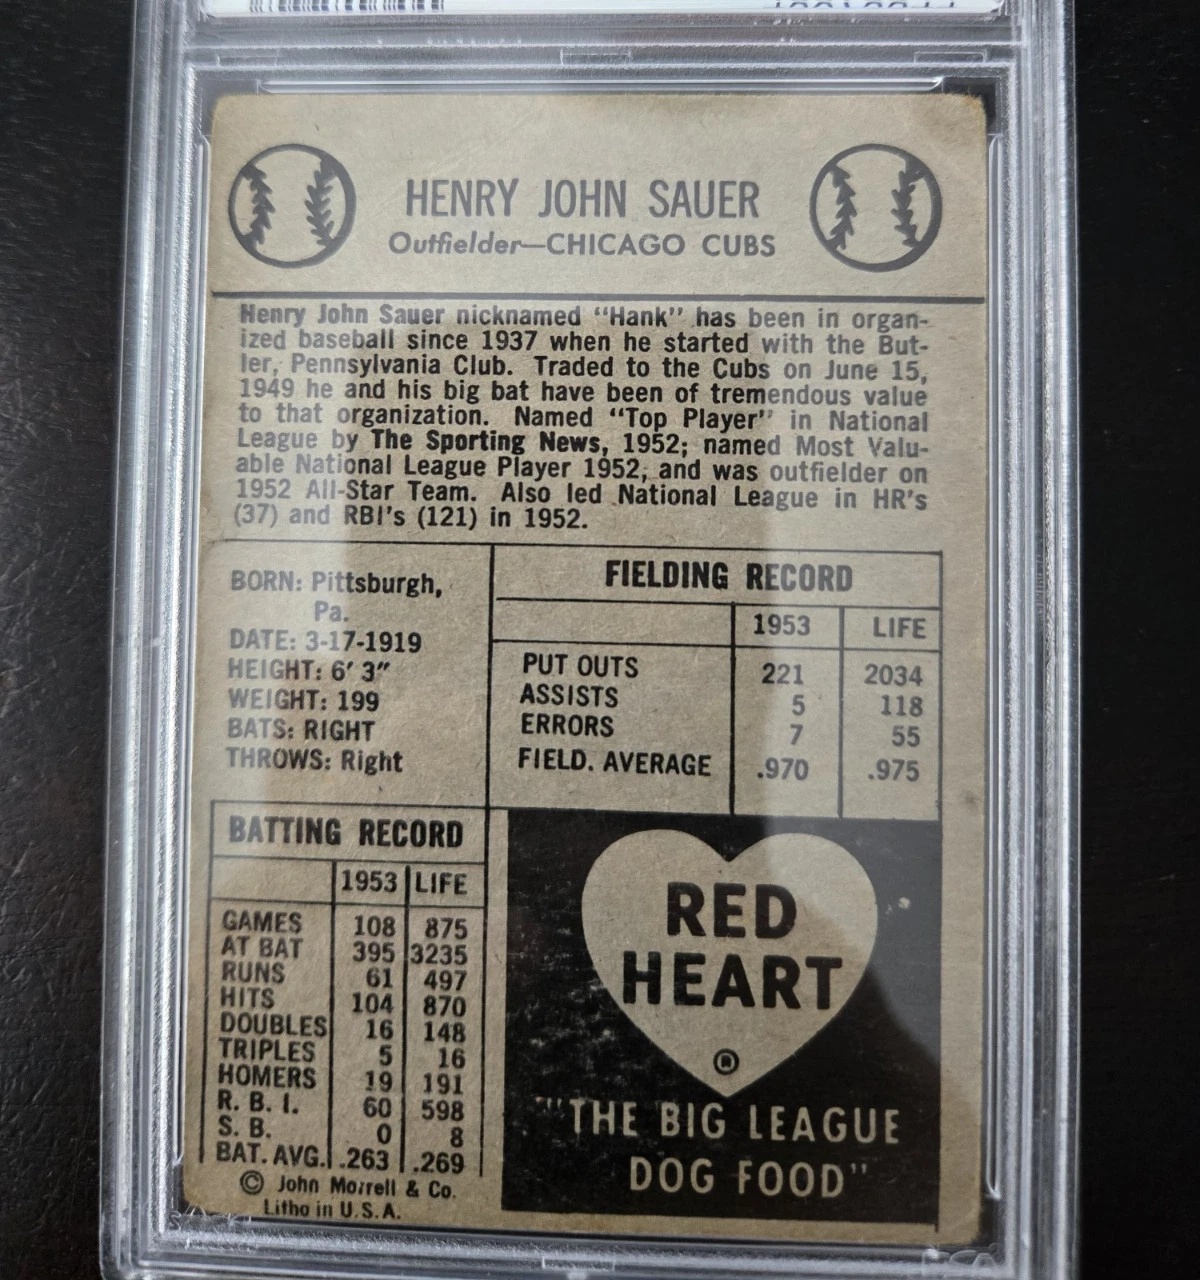 HENRY JOHN SAUER
Outfielder—CHICAGO CUBS
Henry John Sauer nicknamed "Hank" has been in organ-
ized baseball since 1937 when he started with the But-
ler, Pennsylvania Club. Traded to the Cubs on June 15,
1949 he and his big bat have been of tremendous value
to that organization. Named "Top Player" in National
League by The Sporting News, 1952; named Most Valu-
able National League Player 1952, and was outfielder on
1952 All-Star Team. Also led National League in HR's
(37) and RBI's (121) in 1952.
BORN: Pittsburgh,
Pa.
DATE: 3-17-1919
HEIGHT: 6' 3"
WEIGHT: 199
BATS: RIGHT
THROWS: Right
FIELDING RECORD
1953 LIFE
PUT OUTS 221 2034
ASSISTS 5 118
ERRORS 7 55
FIELD. AVERAGE .970 .975
BATTING RECORD
1953 LIFE
GAMES 108 875
AT BAT 395 3235
RUNS 61 497
HITS 104 870
DOUBLES 16 148
TRIPLES 5 16
HOMERS 19 191
R. B. I. 60 598
S. B. 0 8
BAT. AVG. .263 .269
© John Morrell & Co.
Litho in U.S.A.
RED
HEART
®
"THE BIG LEAGUE
DOG FOOD"